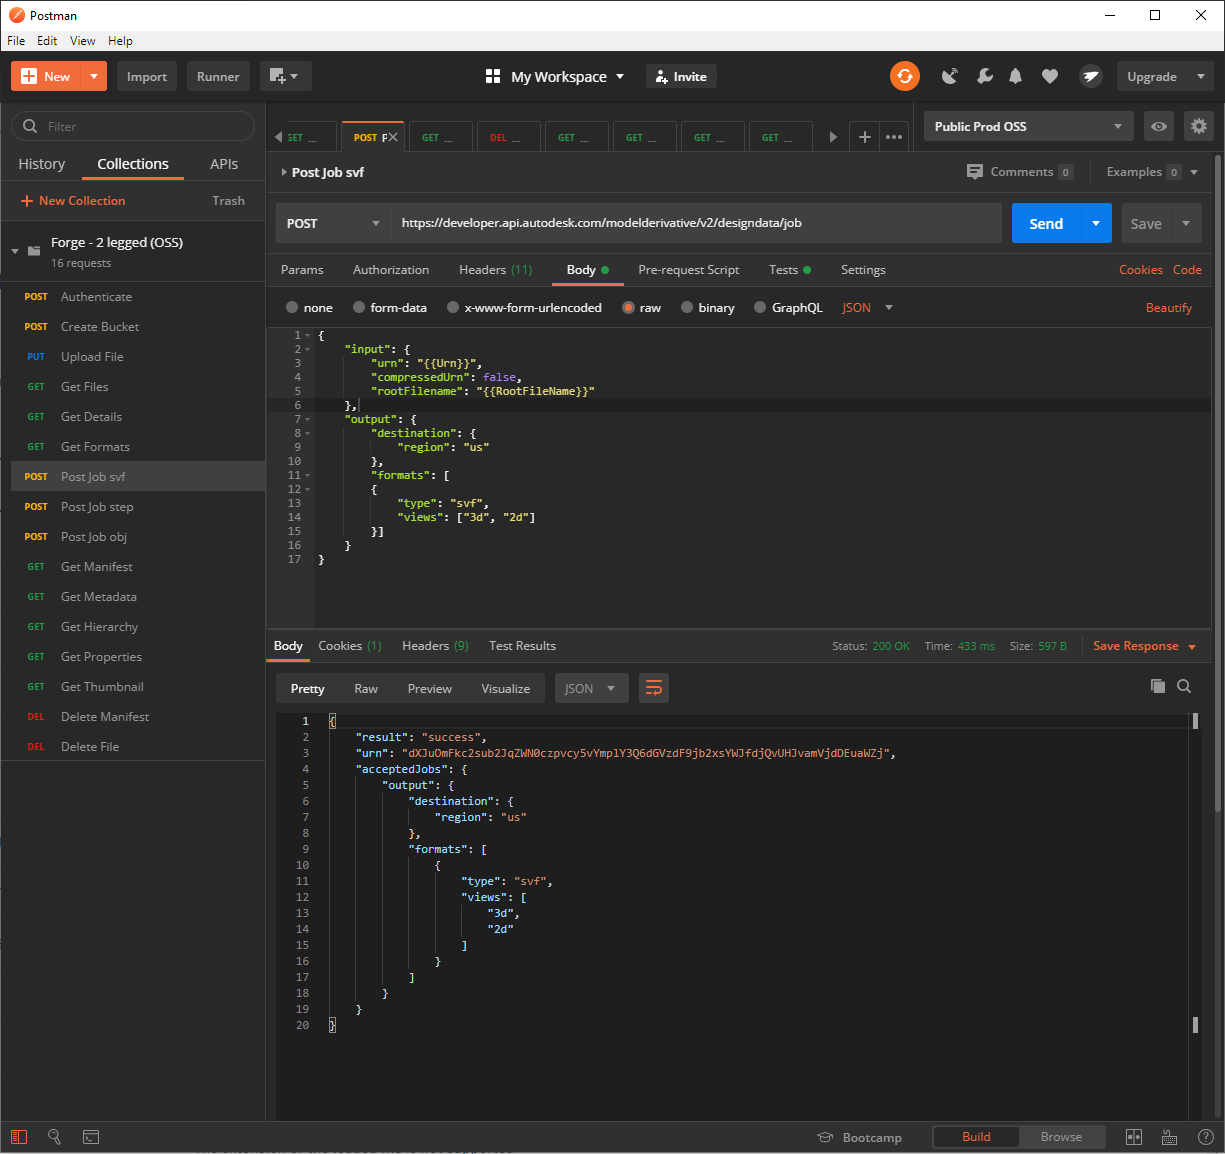 Postman
File Edit View Help
New Import Runner My Workspace Invite Upgrade
Filter
History Collections APIs
New Collection Trash
Forge - 2 legged (OSS)
16 requests
POST Authenticate
POST Create Bucket
PUT Upload File
GET Get Files
GET Get Details
GET Get Formats
POST Post Job svf
POST Post Job step
POST Post Job obj
GET Get Manifest
GET Get Metadata
GET Get Hierarchy
GET Get Properties
GET Get Thumbnail
DEL Delete Manifest
DEL Delete File
GET ... POST P GET ... DEL ... GET ... GET ... GET ... GET ... Public Prod OSS
Post Job svf Comments 0 Examples 0
POST https://developer.api.autodesk.com/modelderivative/v2/designdata/job Send Save
Params Authorization Headers (11) Body Pre-request Script Tests Settings Cookies Code
none form-data x-www-form-urlencoded raw binary GraphQL JSON Beautify
1 {
2 "input": {
3 "urn": "{{Urn}}",
4 "compressedUrn": false,
5 "rootFilename": "{{RootFileName}}"
6 },
7 "output": {
8 "destination": {
9 "region": "us"
10 },
11 "formats": [
12 {
13 "type": "svf",
14 "views": ["3d", "2d"]
15 }]
16 }
17 }
Body Cookies (1) Headers (9) Test Results Status: 200 OK Time: 433 ms Size: 597 B Save Response
Pretty Raw Preview Visualize JSON
1 {
2 "result": "success",
3 "urn": "dXJuOmFkc2sub2JqZWN0czpvcy5vYmplY3Q6dGVzdF9jb2xsYWJfdjQvUHJvamVjdDEuaWZj",
4 "acceptedJobs": {
5 "output": {
6 "destination": {
7 "region": "us"
8 },
9 "formats": [
10 {
11 "type": "svf",
12 "views": [
13 "3d",
14 "2d"
15 ]
16 }
17 ]
18 }
19 }
20 }
Bootcamp Build Browse